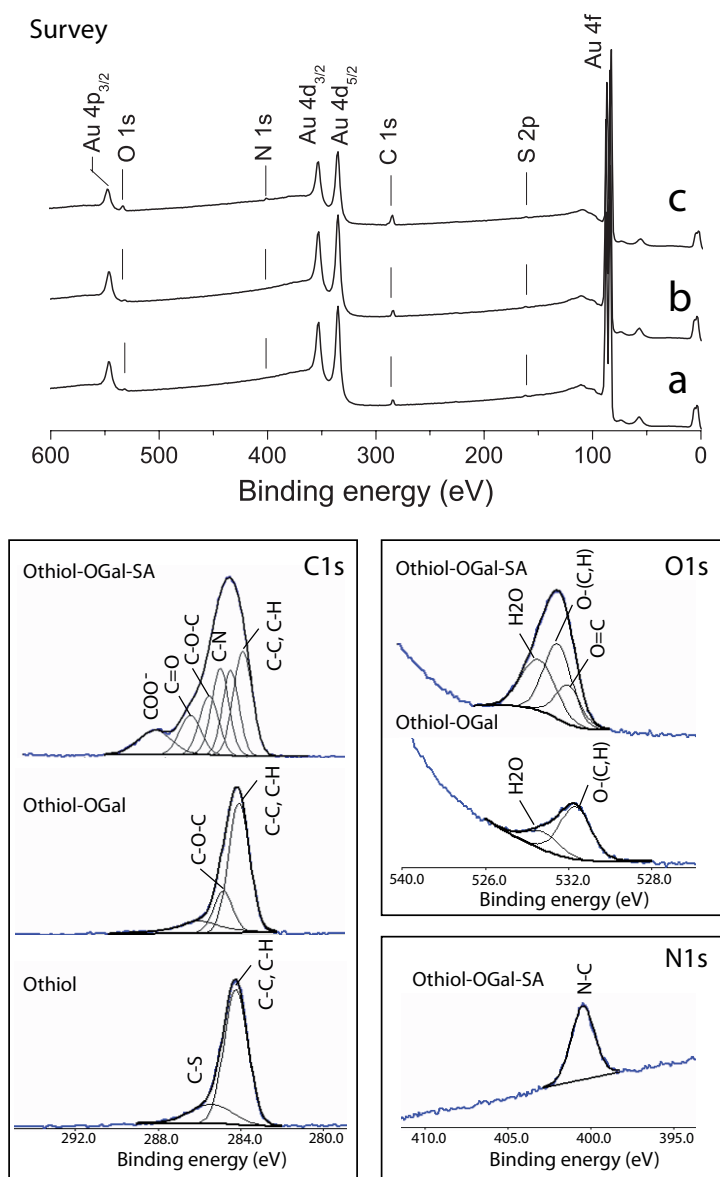 Survey
Au 4p3/2
O 1s
N 1s
Au 4d3/2
Au 4d5/2
C 1s
S 2p
Au 4f
c
b
a
600 500 400 300 200 100 0
Binding energy (eV)
C1s
Othiol-OGal-SA
COO-
C=O
C-O-C
C-N
C-C, C-H
Othiol-OGal
C-O-C
C-C, C-H
Othiol
C-S
C-C, C-H
292.0 288.0 284.0 280.0
Binding energy (eV)
O1s
Othiol-OGal-SA
H2O
O-(C,H)
O=C
Othiol-OGal
H2O
O-(C,H)
540.0 526.0 532.0 528.0
Binding energy (eV)
N1s
Othiol-OGal-SA
N-C
410.0 405.0 400.0 395.0
Binding energy (eV)